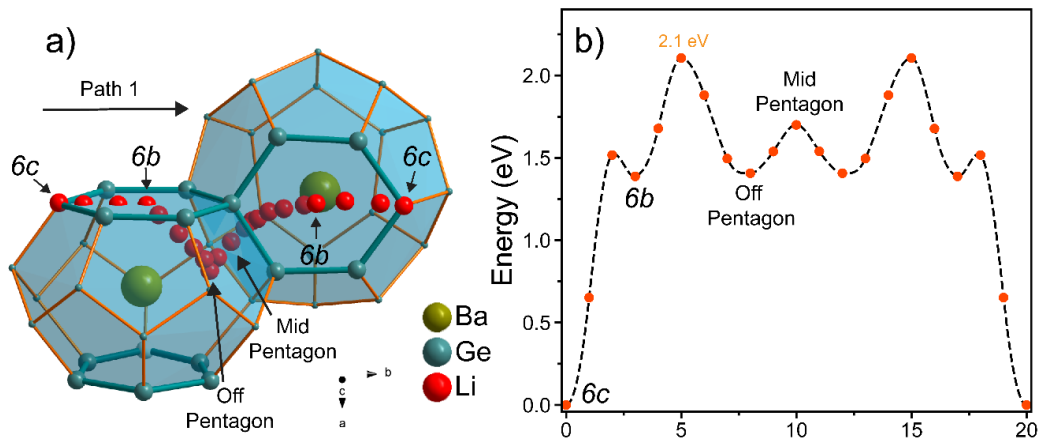 a)
Path 1
6c
6b
6c
6b
Mid
Pentagon
Off
Pentagon
Ba
Ge
Li
b
c
a
b)
2.1 eV
Mid
Pentagon
6b
Off
Pentagon
6c
Energy (eV)
2.0
1.5
1.0
0.5
0.0
0
5
10
15
20